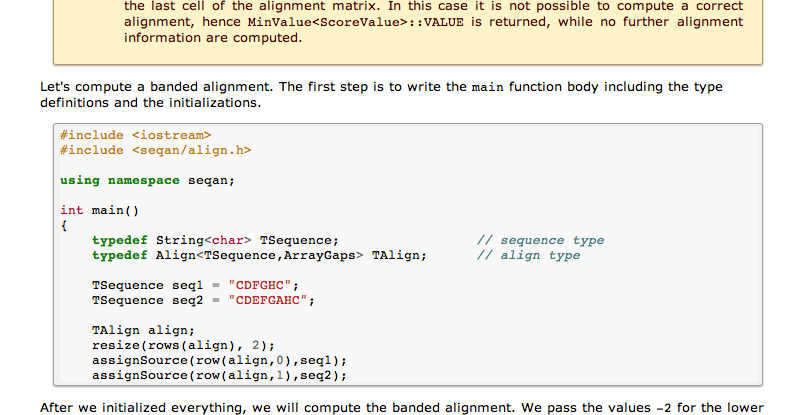 the last cell of the alignment matrix. In this case it is not possible to compute a correct
alignment, hence MinValue<ScoreValue>::VALUE is returned, while no further alignment
information are computed.
Let's compute a banded alignment. The first step is to write the main function body including the type
definitions and the initializations.
#include <iostream>
#include <seqan/align.h>
using namespace seqan;
int main()
{
typedef String<char> TSequence; // sequence type
typedef Align<TSequence,ArrayGaps> TAlign; // align type
TSequence seq1 = "CDFGHC";
TSequence seq2 = "CDEFGAHC";
TAlign align;
resize(rows(align), 2);
assignSource(row(align,0),seq1);
assignSource(row(align,1),seq2);
After we initialized everything, we will compute the banded alignment. We pass the values -2 for the lower